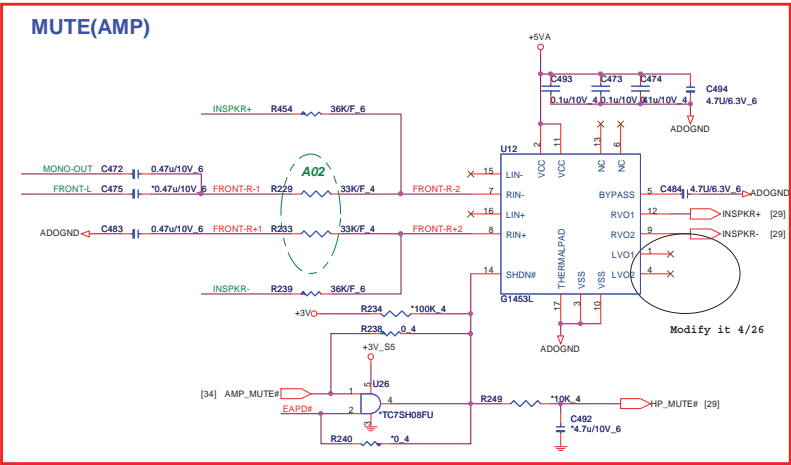 MUTE(AMP)
+5VA
C493
C473
C474
C494
0.1u/10V_4
0.1u/10V_4
4.7U/6.3V_6
ADOGND
INSPKR+
R454
36K/F_6
U12
2
VCC
11
VCC
13
NC
6
NC
A02
MONO-OUT
C472
0.47u/10V_6
15
LIN-
FRONT-L
C475
*0.47u/10V_6
FRONT-R-1
R229
33K/F_4
FRONT-R-2
7
RIN-
BYPASS
5
C484
4.7U/6.3V_6
ADOGND
16
LIN+
RVO1
12
INSPKR+ [29]
ADOGND
C483
0.47u/10V_6
FRONT-R+1
R233
33K/F_4
FRONT-R+2
8
RIN+
RVO2
9
INSPKR- [29]
LVO1
1
14
SHDN#
LVO2
4
THERMALPAD
VSS
VSS
INSPKR-
R239
36K/F_6
G1453L
17
3
10
+3V
R234
*100K_4
Modify it 4/26
R238
0_4
ADOGND
+3V_S5
5
U26
[34] AMP_MUTE#
1
4
EAPD#
2
*TC7SH08FU
3
R249
*10K_4
HP_MUTE# [29]
C492
*4.7u/10V_6
R240
*0_4